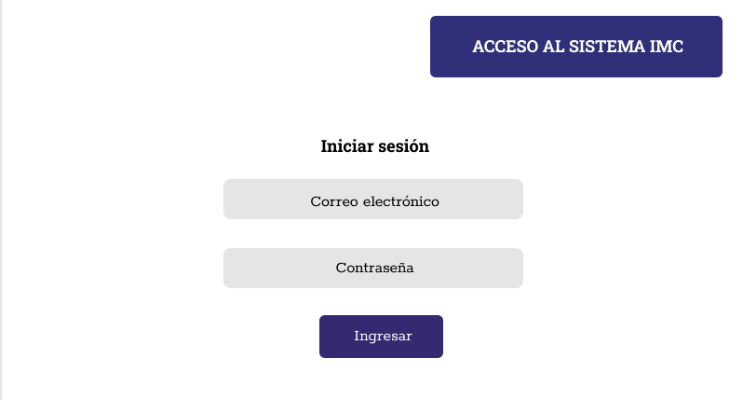 ACCESO AL SISTEMA IMC
Iniciar sesión
Correo electrónico
Contraseña
Ingresar